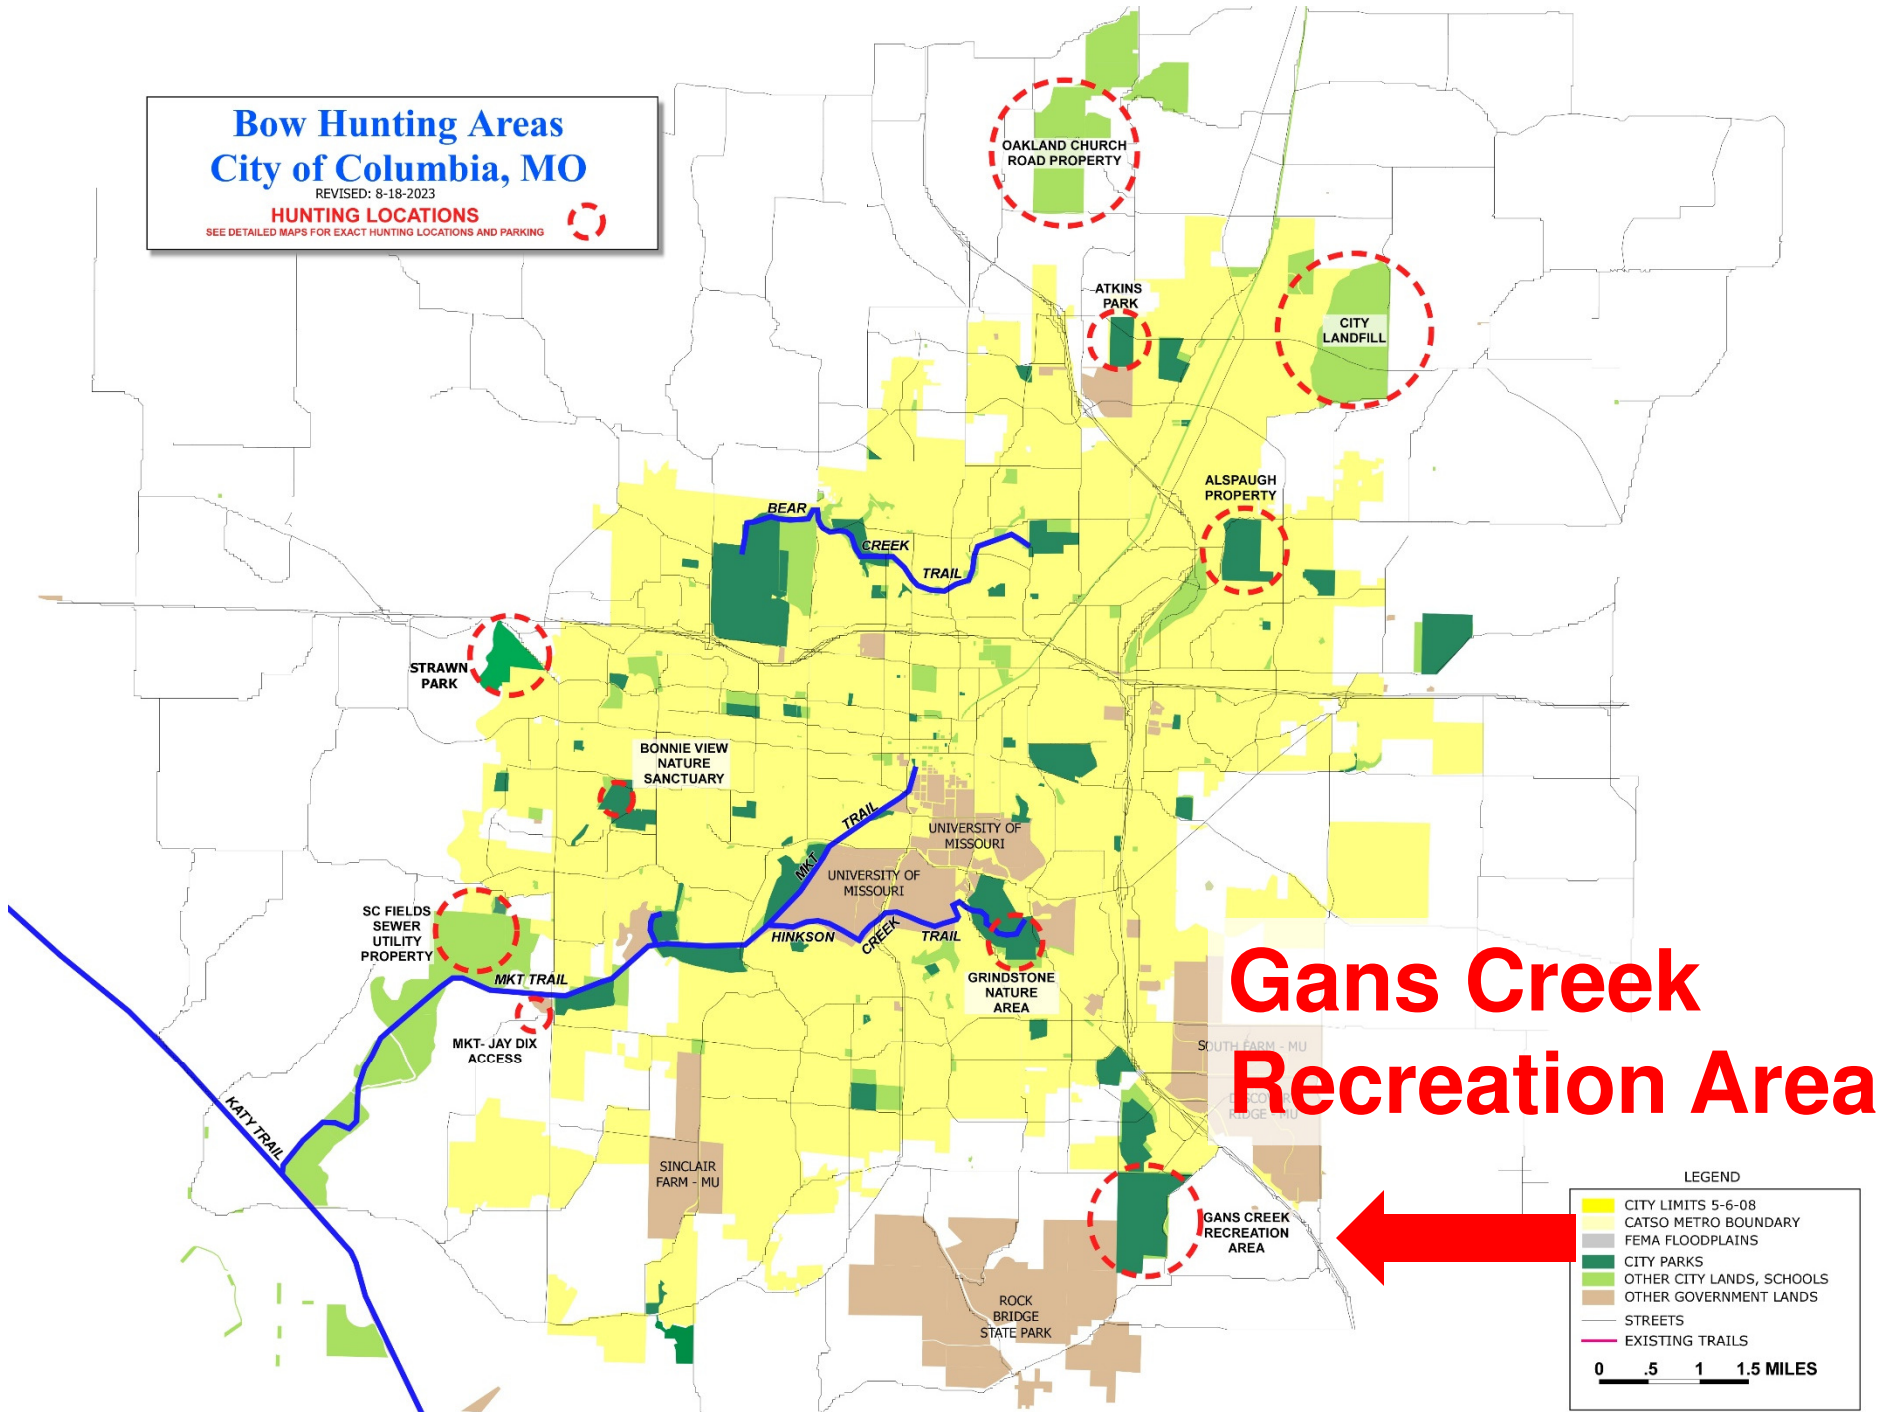 Bow Hunting Areas
City of Columbia, MO
REVISED: 8-18-2023
HUNTING LOCATIONS
SEE DETAILED MAPS FOR EXACT HUNTING LOCATIONS AND PARKING
OAKLAND CHURCH
ROAD PROPERTY
ATKINS
PARK
CITY
LANDFILL
ALSPAUGH
PROPERTY
BEAR
CREEK
TRAIL
STRAWN
PARK
BONNIE VIEW
NATURE
SANCTUARY
MKT
TRAIL
UNIVERSITY OF
MISSOURI
UNIVERSITY OF
MISSOURI
SC FIELDS
SEWER
UTILITY
PROPERTY
HINKSON
CREEK
TRAIL
MKT TRAIL
GRINDSTONE
NATURE
AREA
MKT- JAY DIX
ACCESS
Gans Creek
Recreation Area
SOUTH FARM - MU
RIDGE - MU
KATY TRAIL
SINCLAIR
FARM - MU
GANS CREEK
RECREATION
AREA
ROCK
BRIDGE
STATE PARK
LEGEND
CITY LIMITS 5-6-08
CATSO METRO BOUNDARY
FEMA FLOODPLAINS
CITY PARKS
OTHER CITY LANDS, SCHOOLS
OTHER GOVERNMENT LANDS
STREETS
EXISTING TRAILS
0 .5 1 1.5 MILES